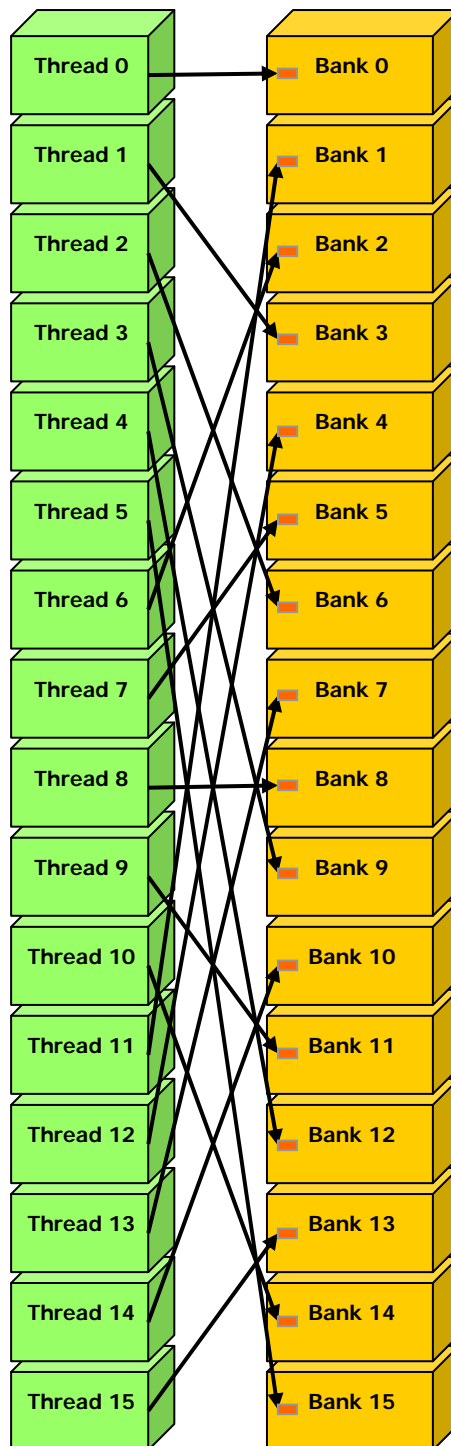 Thread 0 Bank 0
Thread 1 Bank 1
Thread 2 Bank 2
Thread 3 Bank 3
Thread 4 Bank 4
Thread 5 Bank 5
Thread 6 Bank 6
Thread 7 Bank 7
Thread 8 Bank 8
Thread 9 Bank 9
Thread 10 Bank 10
Thread 11 Bank 11
Thread 12 Bank 12
Thread 13 Bank 13
Thread 14 Bank 14
Thread 15 Bank 15